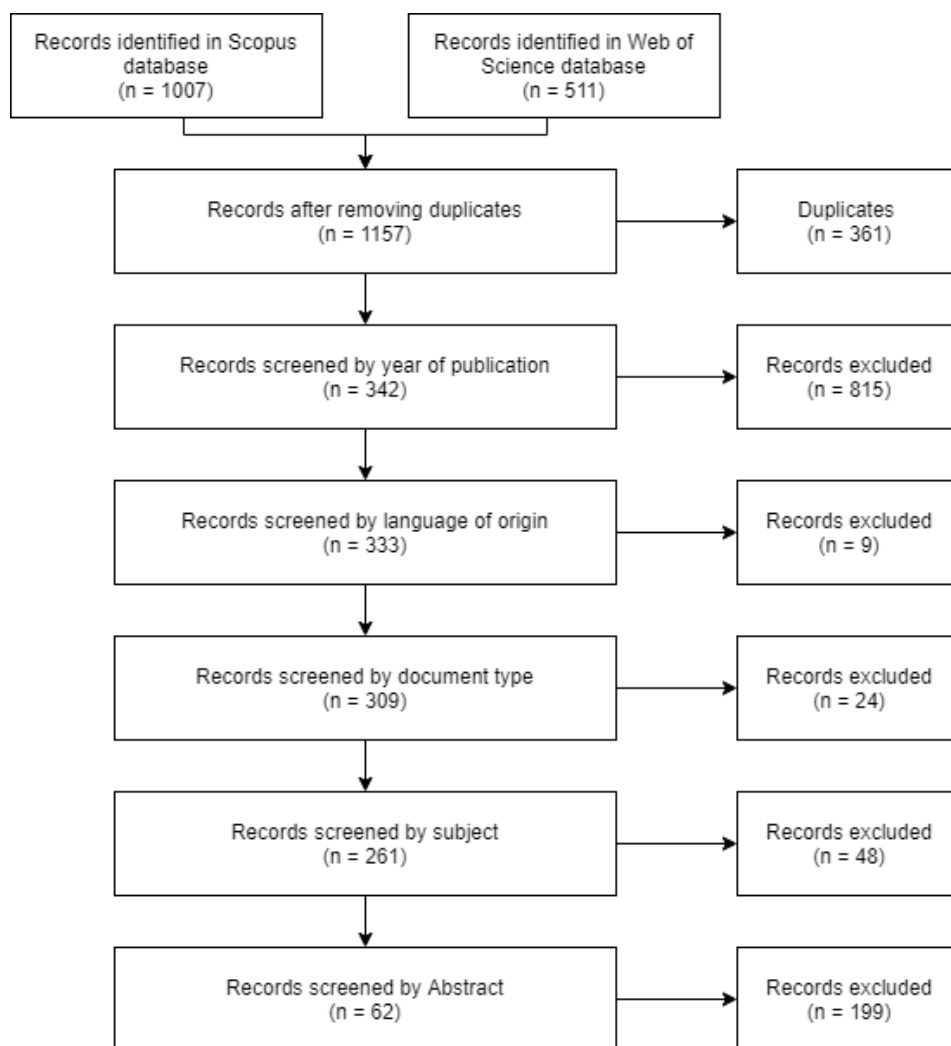 Records identified in Scopus
database
(n = 1007)
Records identified in Web of
Science database
(n = 511)
Records after removing duplicates
(n = 1157)
Duplicates
(n = 361)
Records screened by year of publication
(n = 342)
Records excluded
(n = 815)
Records screened by language of origin
(n = 333)
Records excluded
(n = 9)
Records screened by document type
(n = 309)
Records excluded
(n = 24)
Records screened by subject
(n = 261)
Records excluded
(n = 48)
Records screened by Abstract
(n = 62)
Records excluded
(n = 199)